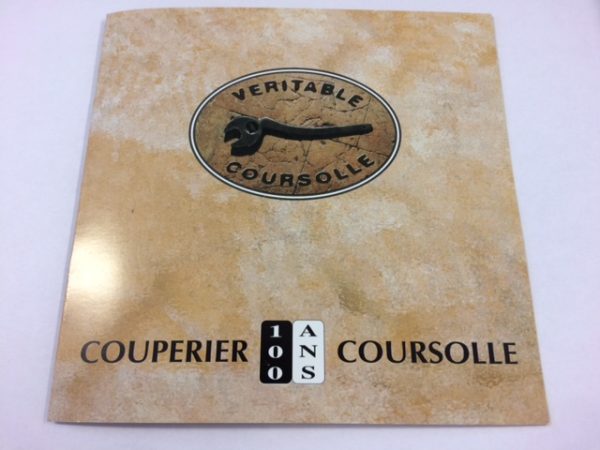 VERITABLE
COURSOLLE
COUPERIER 100 ANS COURSOLLE